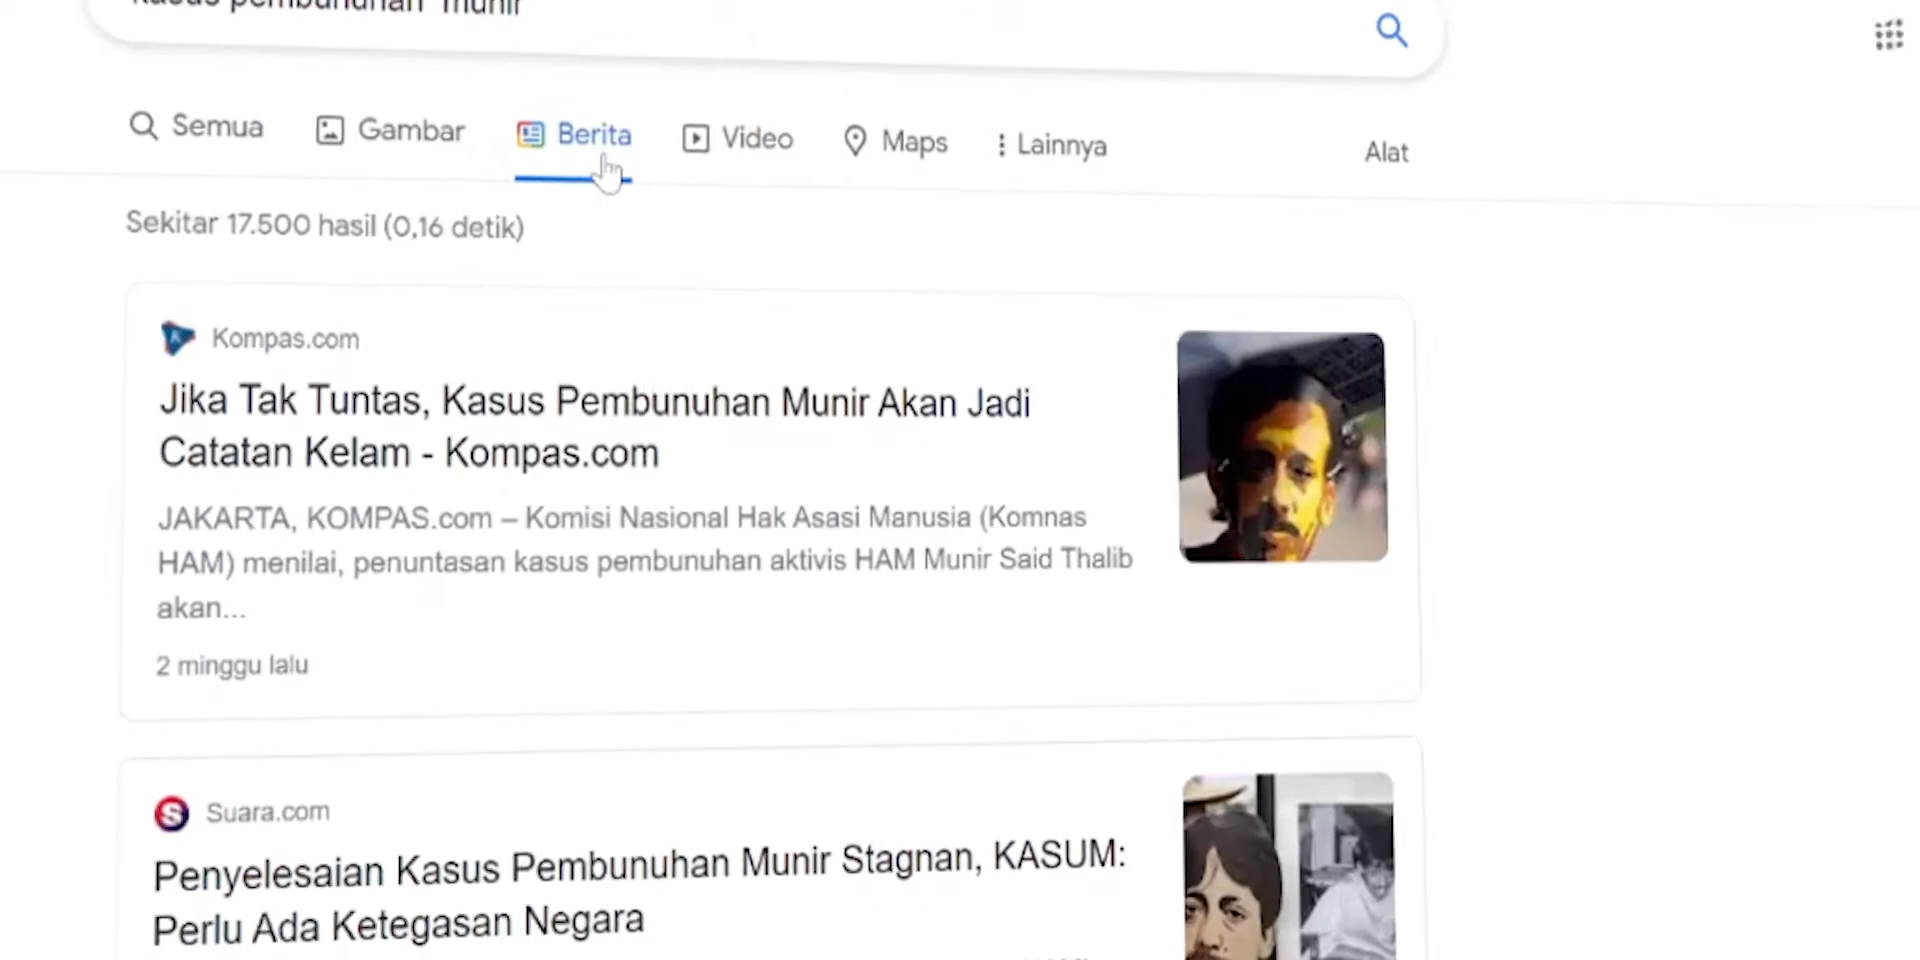 kasus pembunuhan munir
Semua
Gambar
Berita
Video
Maps
Lainnya
Alat
Sekitar 17.500 hasil (0,16 detik)
Kompas.com
Jika Tak Tuntas, Kasus Pembunuhan Munir Akan Jadi
Catatan Kelam - Kompas.com
JAKARTA, KOMPAS.com – Komisi Nasional Hak Asasi Manusia (Komnas
HAM) menilai, penuntasan kasus pembunuhan aktivis HAM Munir Said Thalib
akan...
2 minggu lalu
Suara.com
Penyelesaian Kasus Pembunuhan Munir Stagnan, KASUM:
Perlu Ada Ketegasan Negara